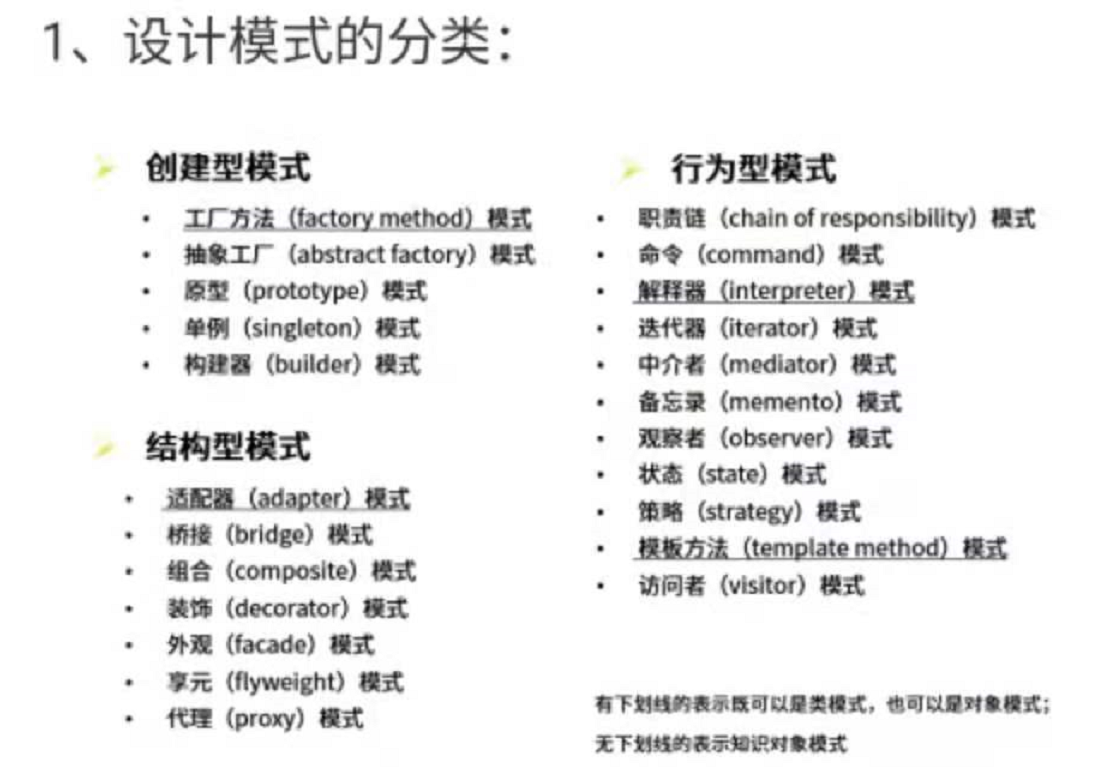 1、设计模式的分类：
创建型模式
• 工厂方法（factory method）模式
• 抽象工厂（abstract factory）模式
• 原型（prototype）模式
• 单例（singleton）模式
• 构建器（builder）模式
结构型模式
• 适配器（adapter）模式
• 桥接（bridge）模式
• 组合（composite）模式
• 装饰（decorator）模式
• 外观（facade）模式
• 享元（flyweight）模式
• 代理（proxy）模式
行为型模式
• 职责链（chain of responsibility）模式
• 命令（command）模式
• 解释器（interpreter）模式
• 迭代器（iterator）模式
• 中介者（mediator）模式
• 备忘录（memento）模式
• 观察者（observer）模式
• 状态（state）模式
• 策略（strategy）模式
• 模板方法（template method）模式
• 访问者（visitor）模式
有下划线的表示既可以是类模式，也可以是对象模式；
无下划线的表示知识对象模式